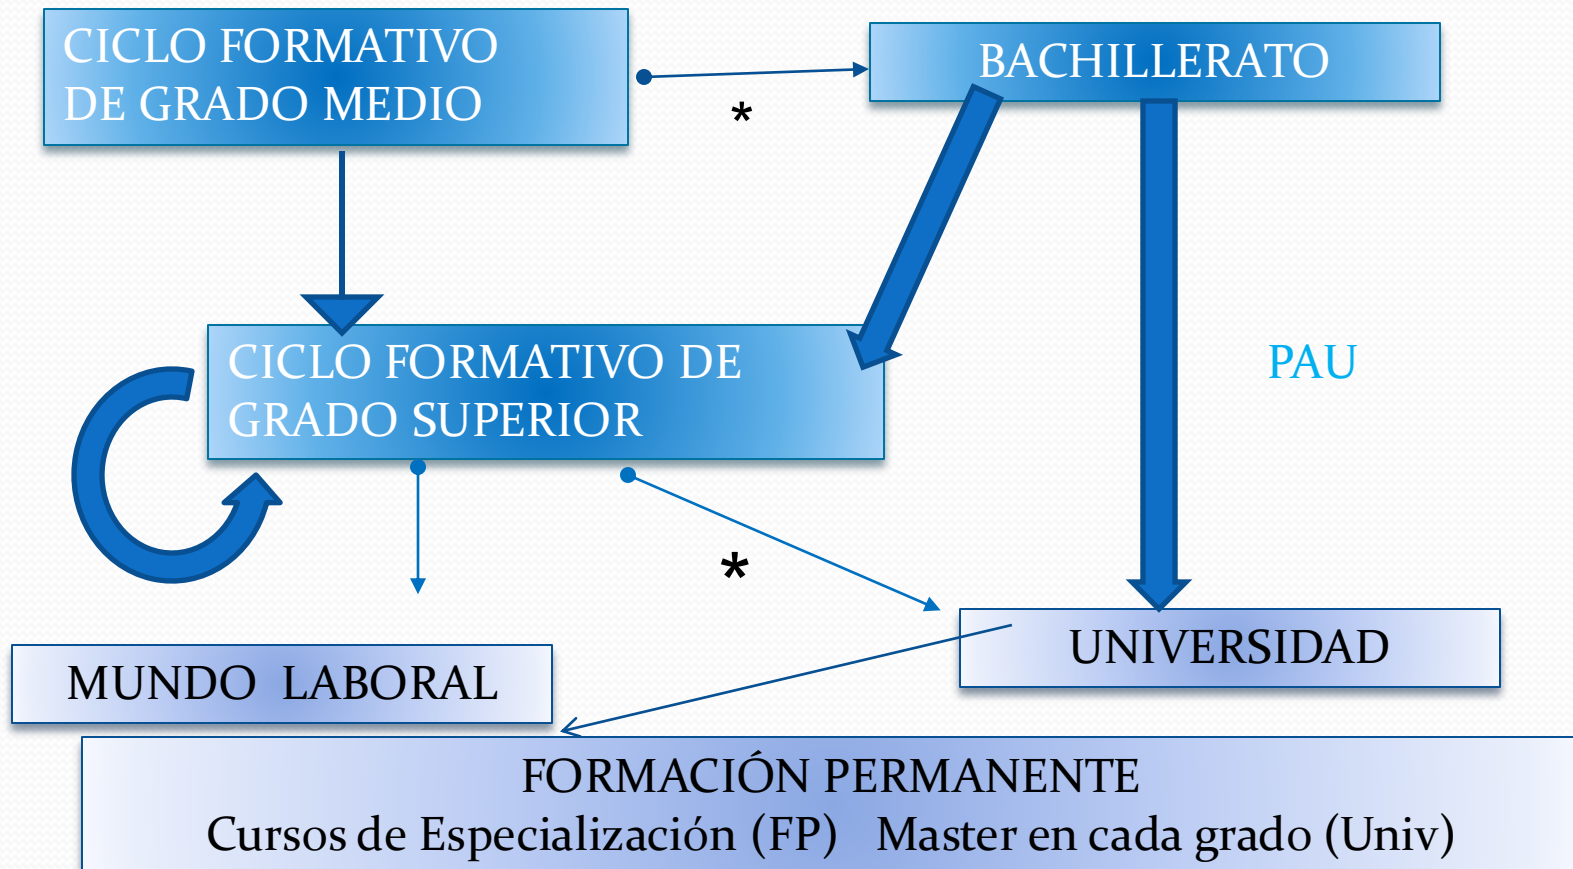 CICLO FORMATIVO
DE GRADO MEDIO
BACHILLERATO
*
CICLO FORMATIVO DE
GRADO SUPERIOR
PAU
*
UNIVERSIDAD
MUNDO LABORAL
FORMACIÓN PERMANENTE
Cursos de Especialización (FP) Master en cada grado (Univ)